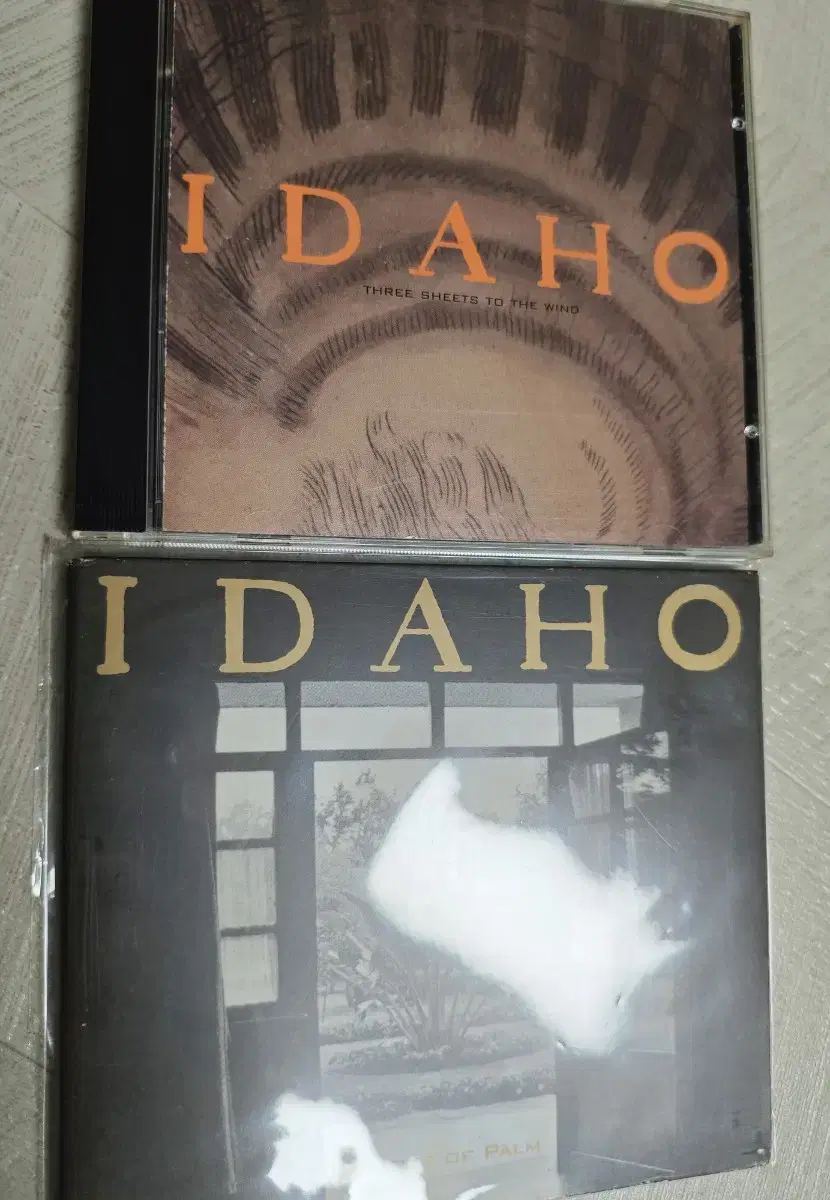 IDAHO
THREE SHEETS TO THE WIND
IDAHO
OF PALM